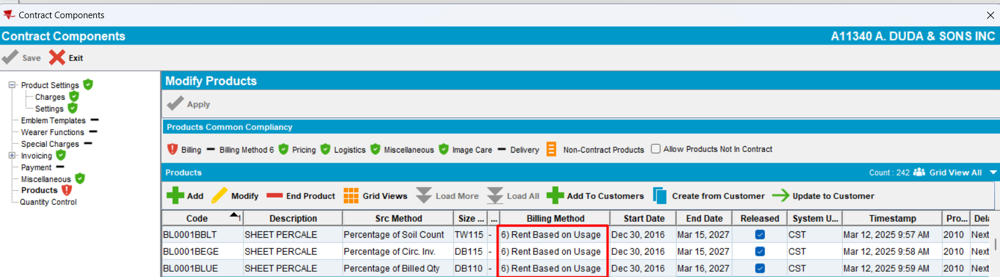 Contract Components
Contract Components A11340 A. DUDA & SONS INC
Save Exit
Product Settings
Charges
Settings
Emblem Templates
Wearer Functions
Special Charges
Invoicing
Payment
Miscellaneous
Products
Quantity Control
Modify Products
Apply
Products Common Compliancy
Billing Billing Method 6 Pricing Logistics Miscellaneous Image Care Delivery Non-Contract Products Allow Products Not In Contract
Products Count : 242 Grid View All
Add Modify End Product Grid Views Load More Load All Add To Customers Create from Customer Update to Customer
Code 1 Description Src Method Size ... ... Billing Method Start Date End Date Released System U... Timestamp Pro... Dela
BL0001BBLT SHEET PERCALE Percentage of Soil Count TW115 - 6) Rent Based on Usage Dec 30, 2016 Mar 15, 2027 CST Mar 12, 2025 9:57 AM 2010 Next
BL0001BEGE SHEET PERCALE Percentage of Circ. Inv. DB115 - 6) Rent Based on Usage Dec 30, 2016 Mar 15, 2027 CST Mar 12, 2025 9:58 AM 2010 Next
BL0001BLUE SHEET PERCALE Percentage of Billed Qty DB110 - 6) Rent Based on Usage Dec 30, 2016 Mar 16, 2027 CST Mar 12, 2025 9:59 AM 2010 Next